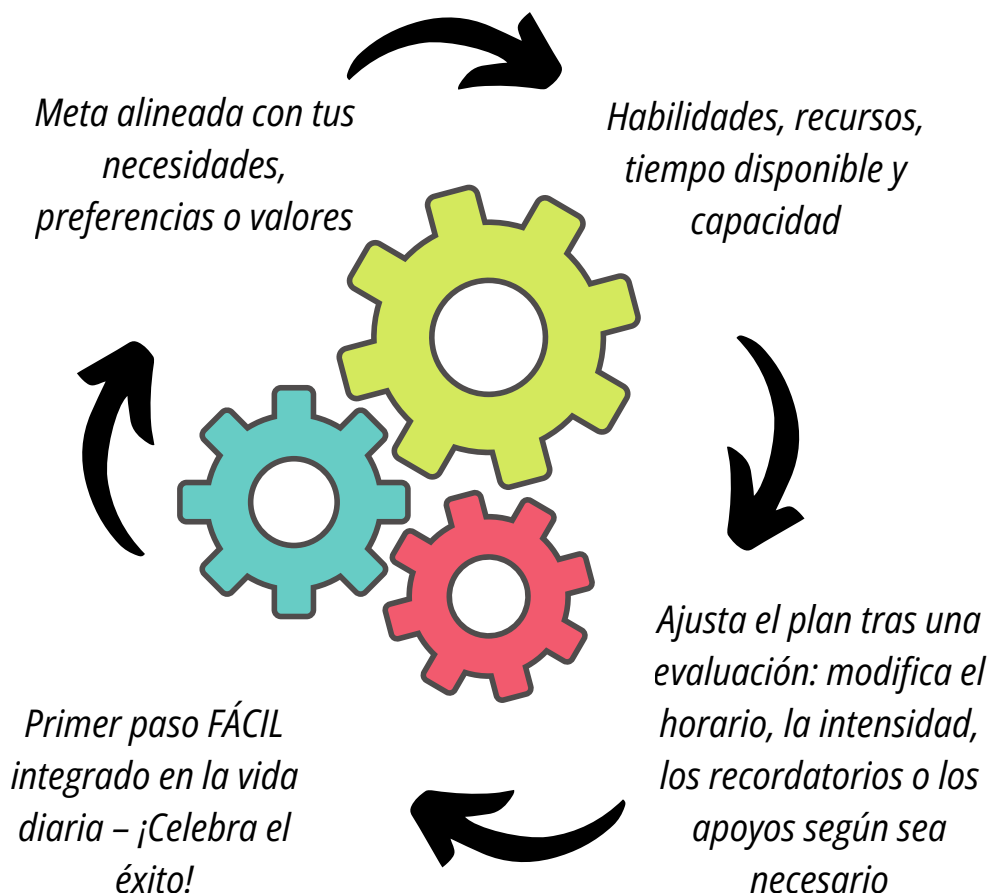 Meta alineada con tus
necesidades,
preferencias o valores
Habilidades, recursos,
tiempo disponible y
capacidad
Ajusta el plan tras una
evaluación: modifica el
horario, la intensidad,
los recordatorios o los
apoyos según sea
necesario
Primer paso FÁCIL
integrado en la vida
diaria – ¡Celebra el
éxito!